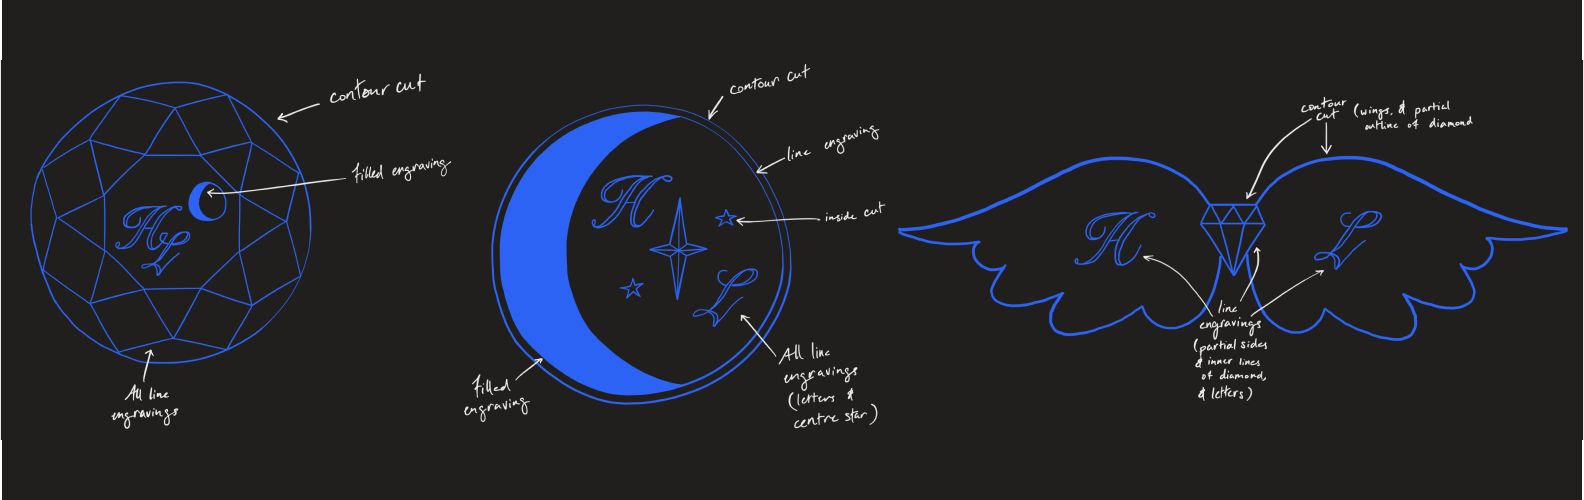 contour cut
filled engraving
H
L
All line
engravings
contour cut
line engraving
inside cut
H
L
filled
engraving
All line
engravings
(letters &
centre star)
contour
cut
(wings, & partial
outline of diamond
H
L
line
engravings
(partial sides
& inner lines
of diamond,
& letters)